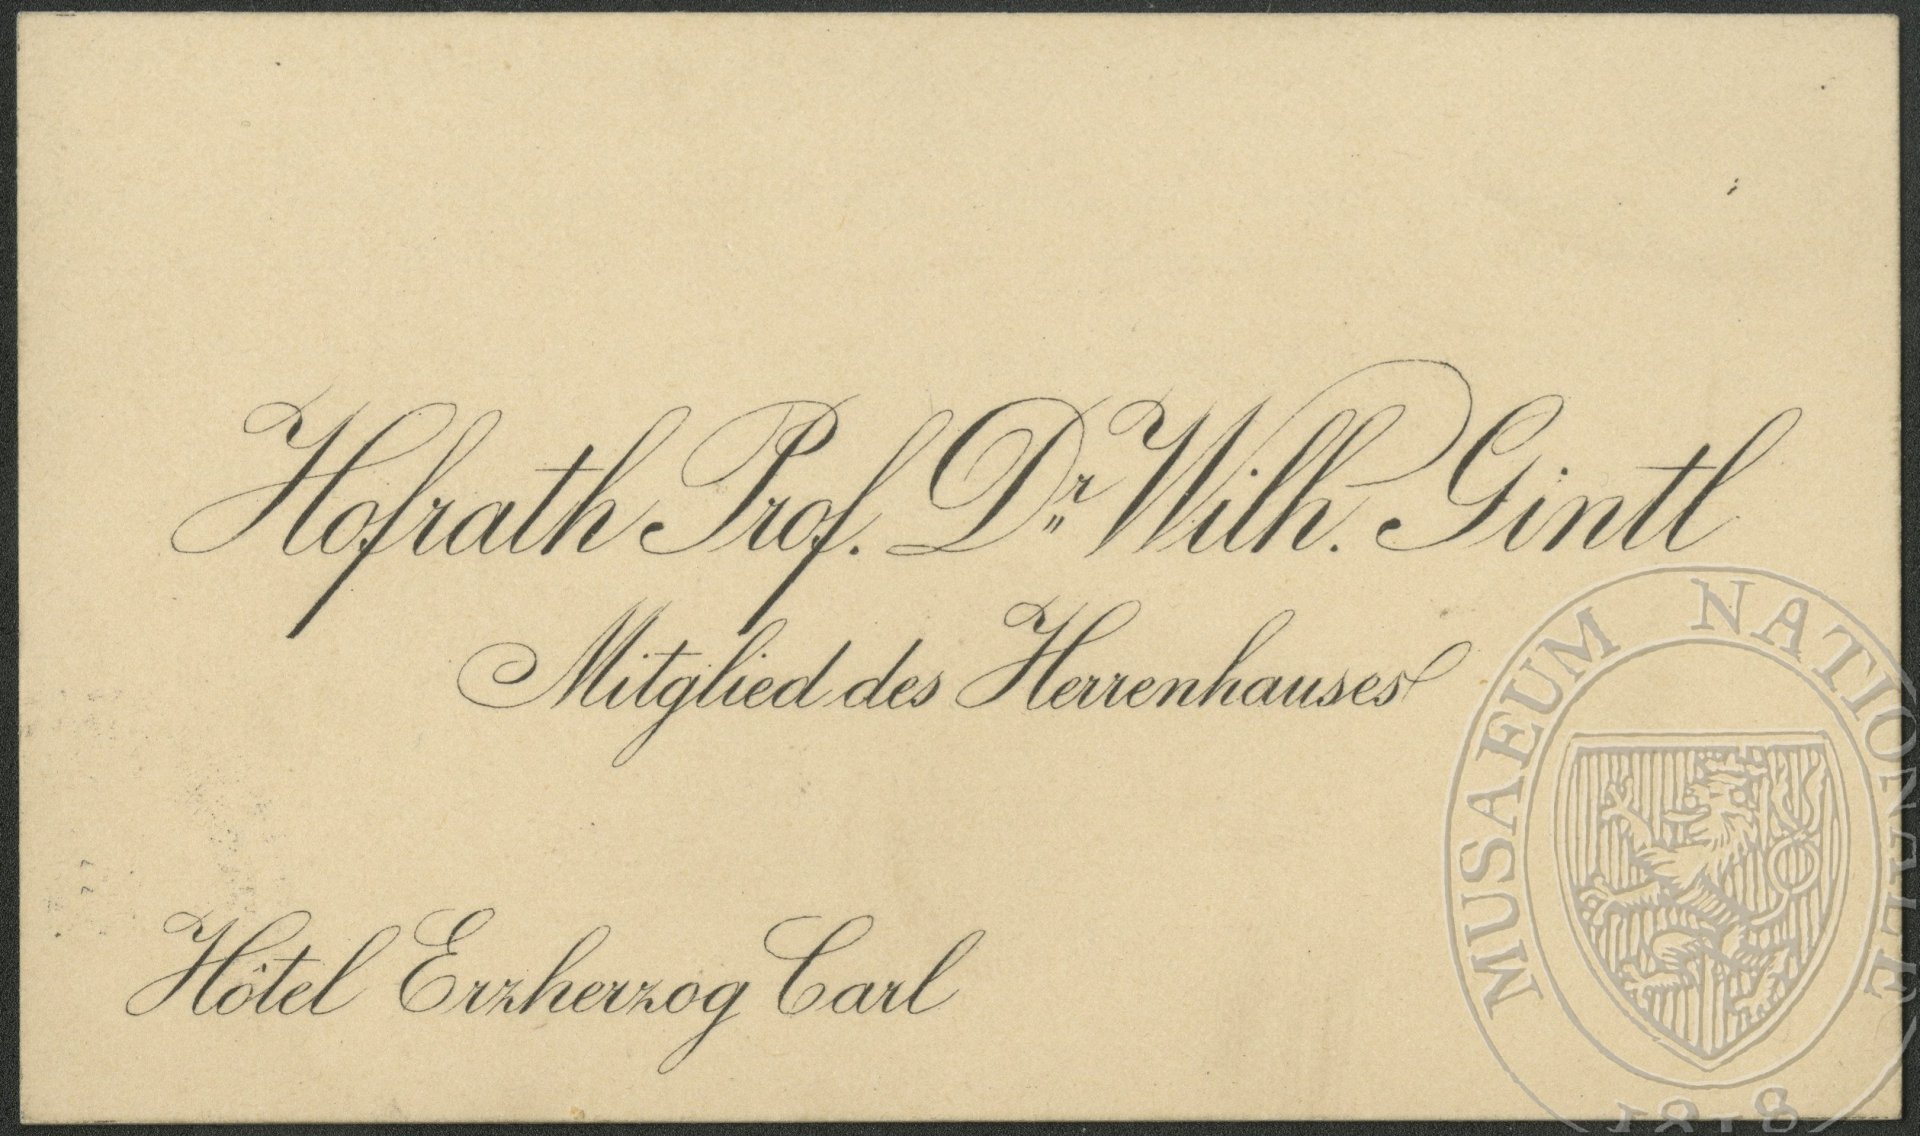 Hofrath Prof. Dr. Wilh. Gintl
Mitglied des Herrenhauses
Hôtel Erzherzog Carl
MUSAEUM NATIONALE
1818